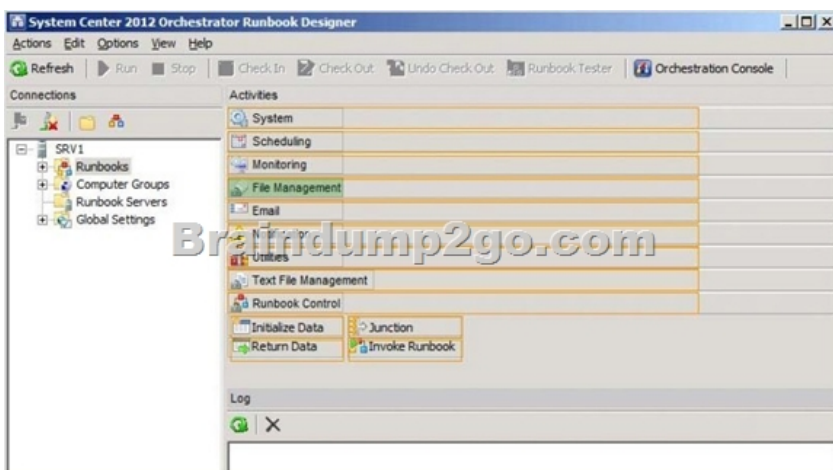 System Center 2012 Orchestrator Runbook Designer
Actions Edit Options View Help
Refresh Run Stop Check In Check Out Undo Check Out Runbook Tester Orchestration Console
Connections
Activities
SRV1
Runbooks
Computer Groups
Runbook Servers
Global Settings
System
Scheduling
Monitoring
File Management
Email
Notification
Utilities
Text File Management
Runbook Control
Initialize Data Junction
Return Data Invoke Runbook
Braindump2go.com
Log